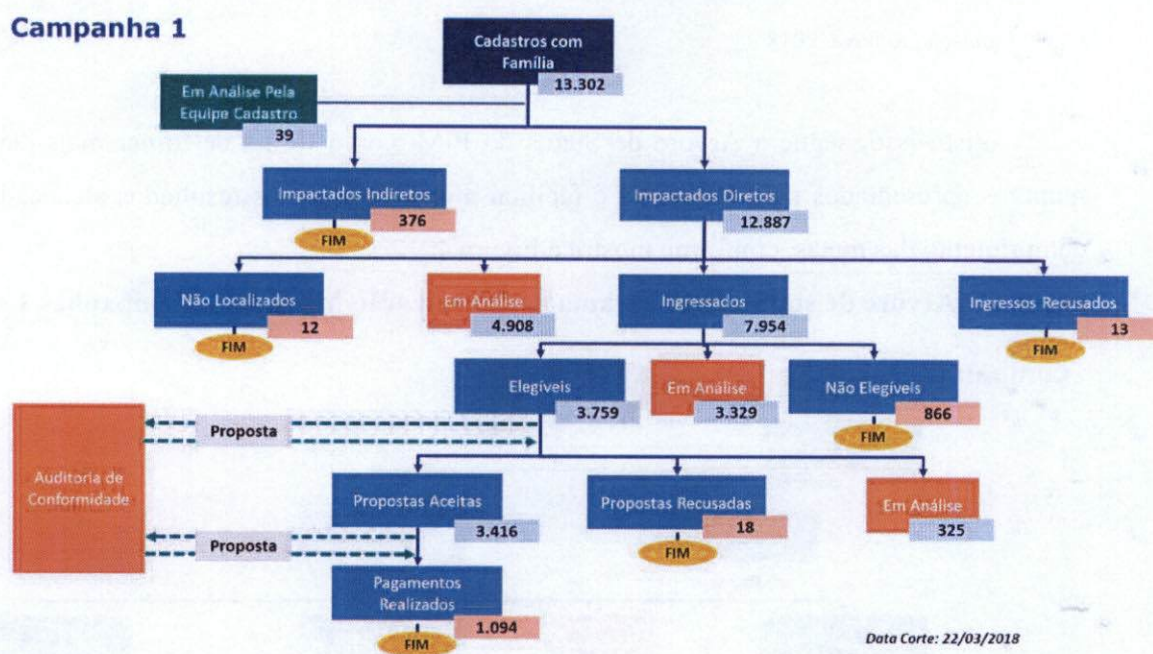 Campanha 1
Cadastros com
Família
13.302
Em Análise Pela
Equipe Cadastro
39
Impactados Indiretos
376
FIM
Impactados Diretos
12.887
Não Localizados
12
FIM
Em Análise
4.908
Ingressados
7.954
Ingressos Recusados
13
FIM
Elegíveis
3.759
Em Análise
3.329
Não Elegíveis
866
FIM
Auditoria de
Conformidade
Proposta
Propostas Aceitas
3.416
Propostas Recusadas
18
FIM
Em Análise
325
Proposta
Pagamentos
Realizados
1.094
FIM
Data Corte: 22/03/2018